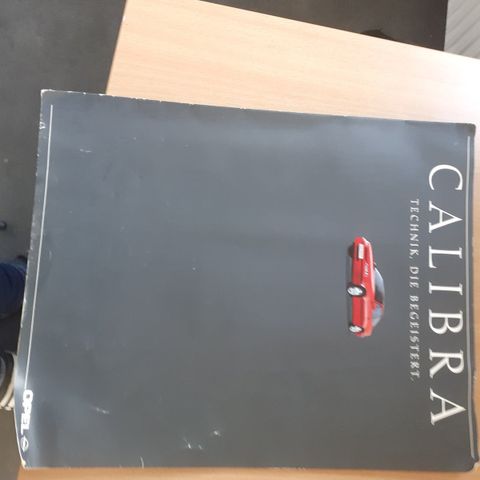 CALIBRA
TECHNIK, DIE BEGEISTERT.
OPEL